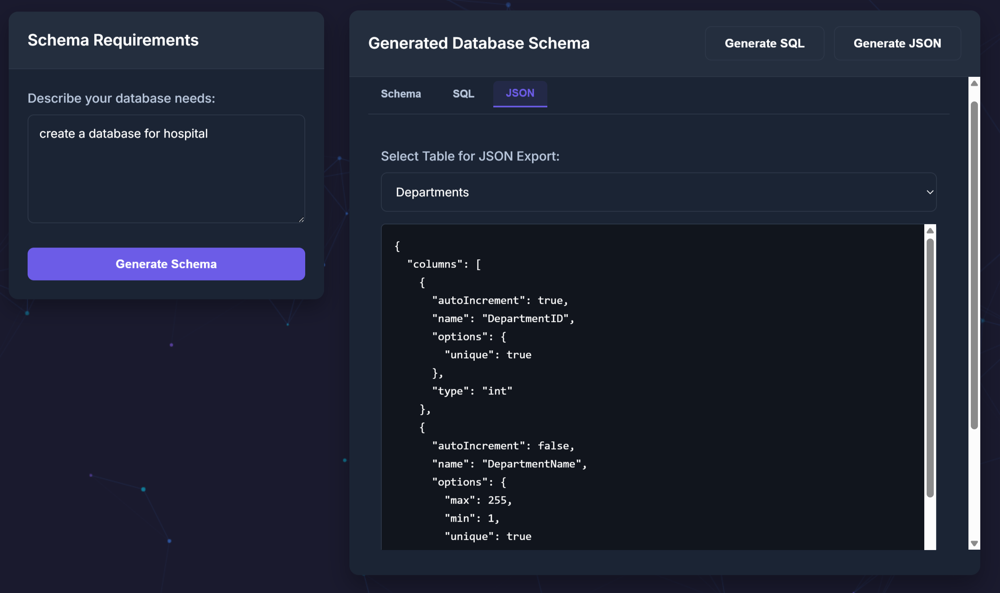 Schema Requirements
Describe your database needs:
create a database for hospital
Generate Schema
Generated Database Schema
Generate SQL
Generate JSON
Schema
SQL
JSON
Select Table for JSON Export:
Departments
{
  "columns": [
    {
      "autoIncrement": true,
      "name": "DepartmentID",
      "options": {
        "unique": true
      },
      "type": "int"
    },
    {
      "autoIncrement": false,
      "name": "DepartmentName",
      "options": {
        "max": 255,
        "min": 1,
        "unique": true